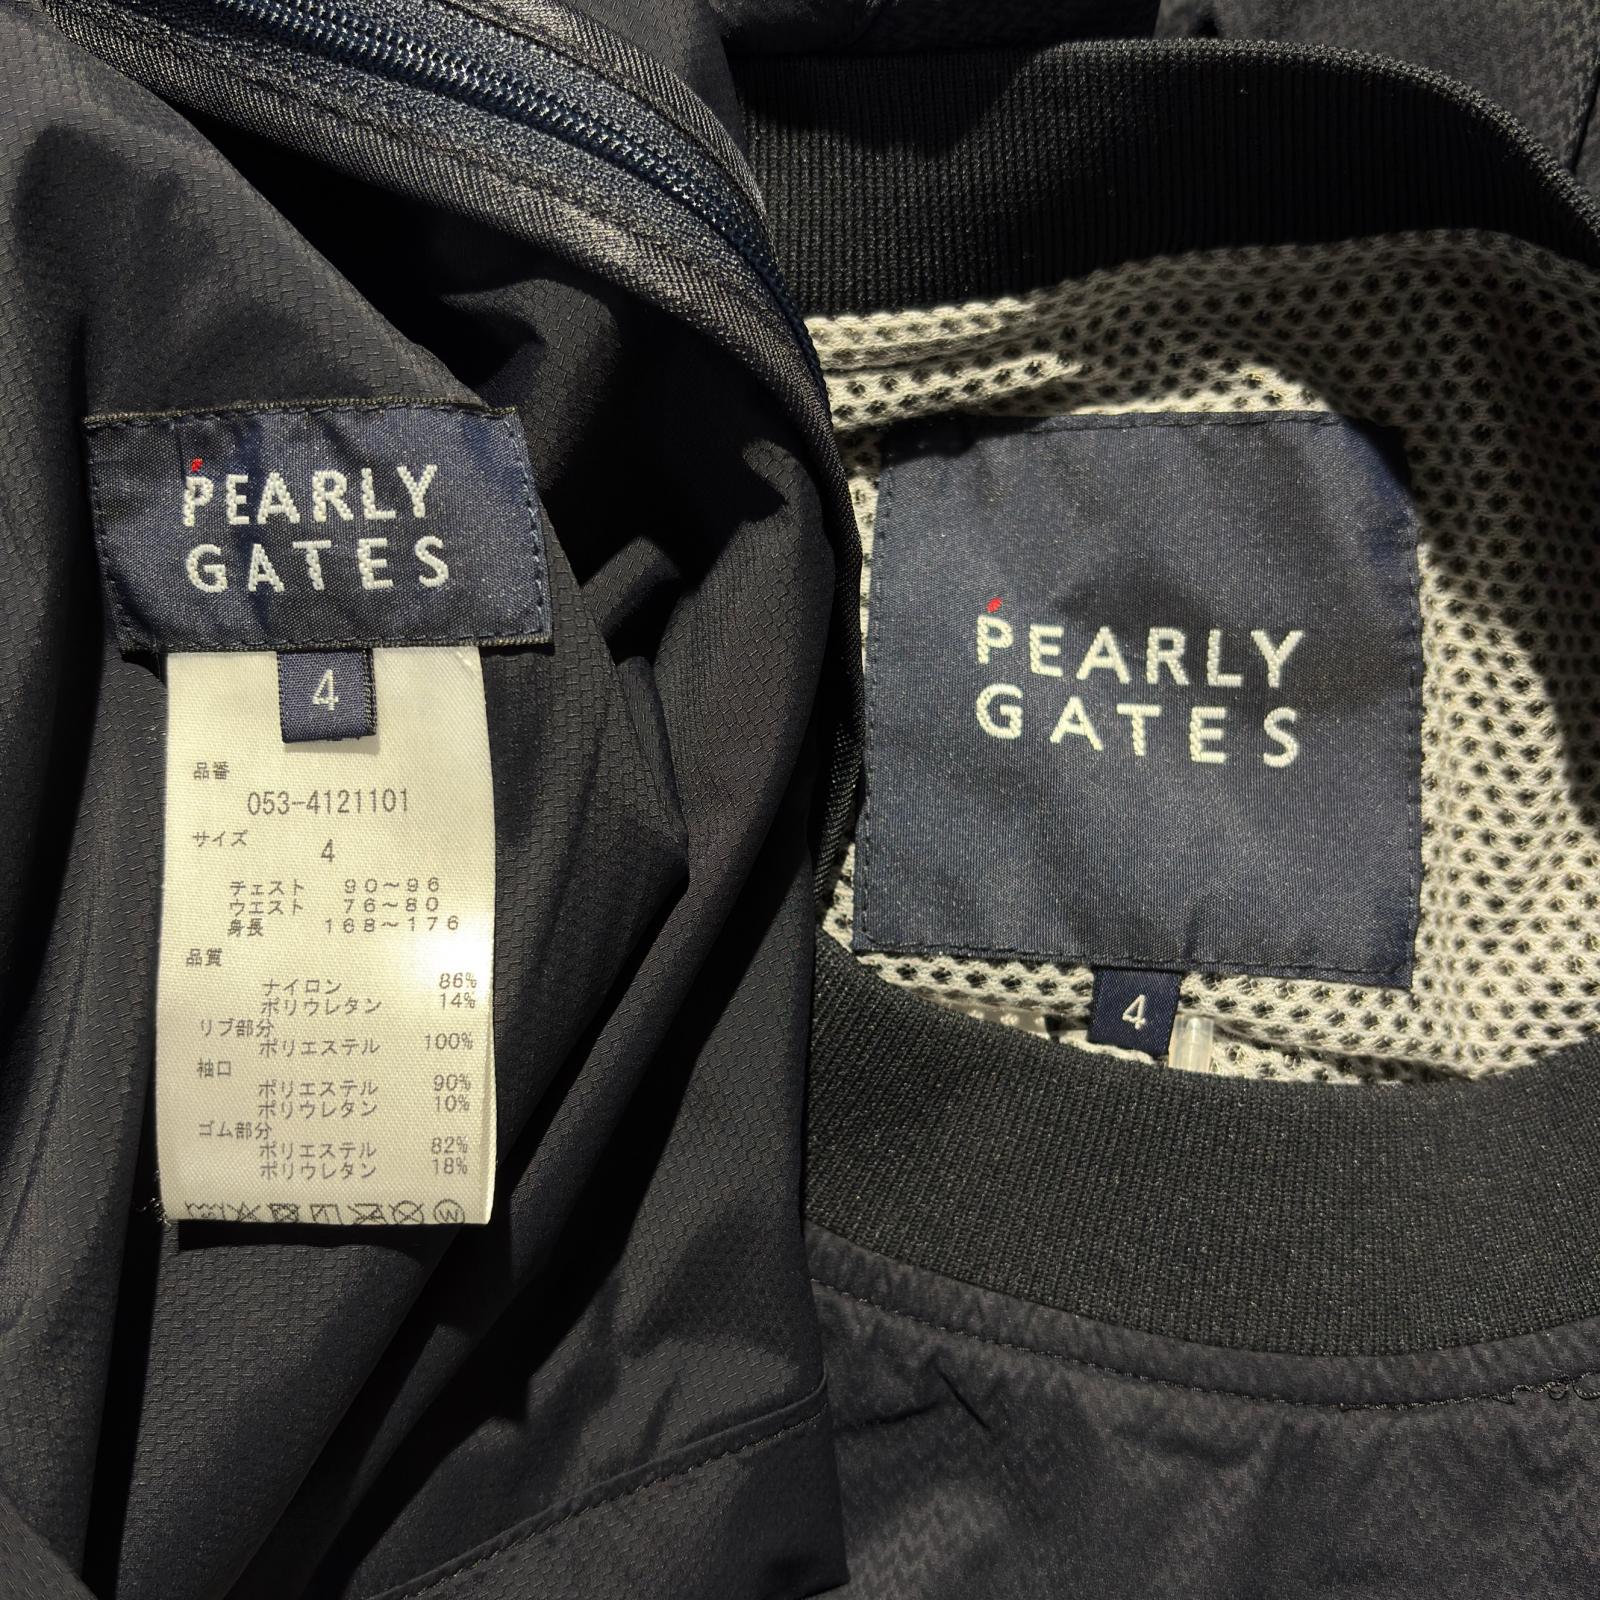 PEARLY
GATES
4
品番
053-4121101
サイズ
4
チェスト 90~96
ウエスト 76~80
身長 168~176
品質
ナイロン 86%
ポリウレタン 14%
リブ部分
ポリエステル 100%
袖口
ポリエステル 90%
ポリウレタン 10%
ゴム部分
ポリエステル 82%
ポリウレタン 18%
W
PEARLY
GATES
4